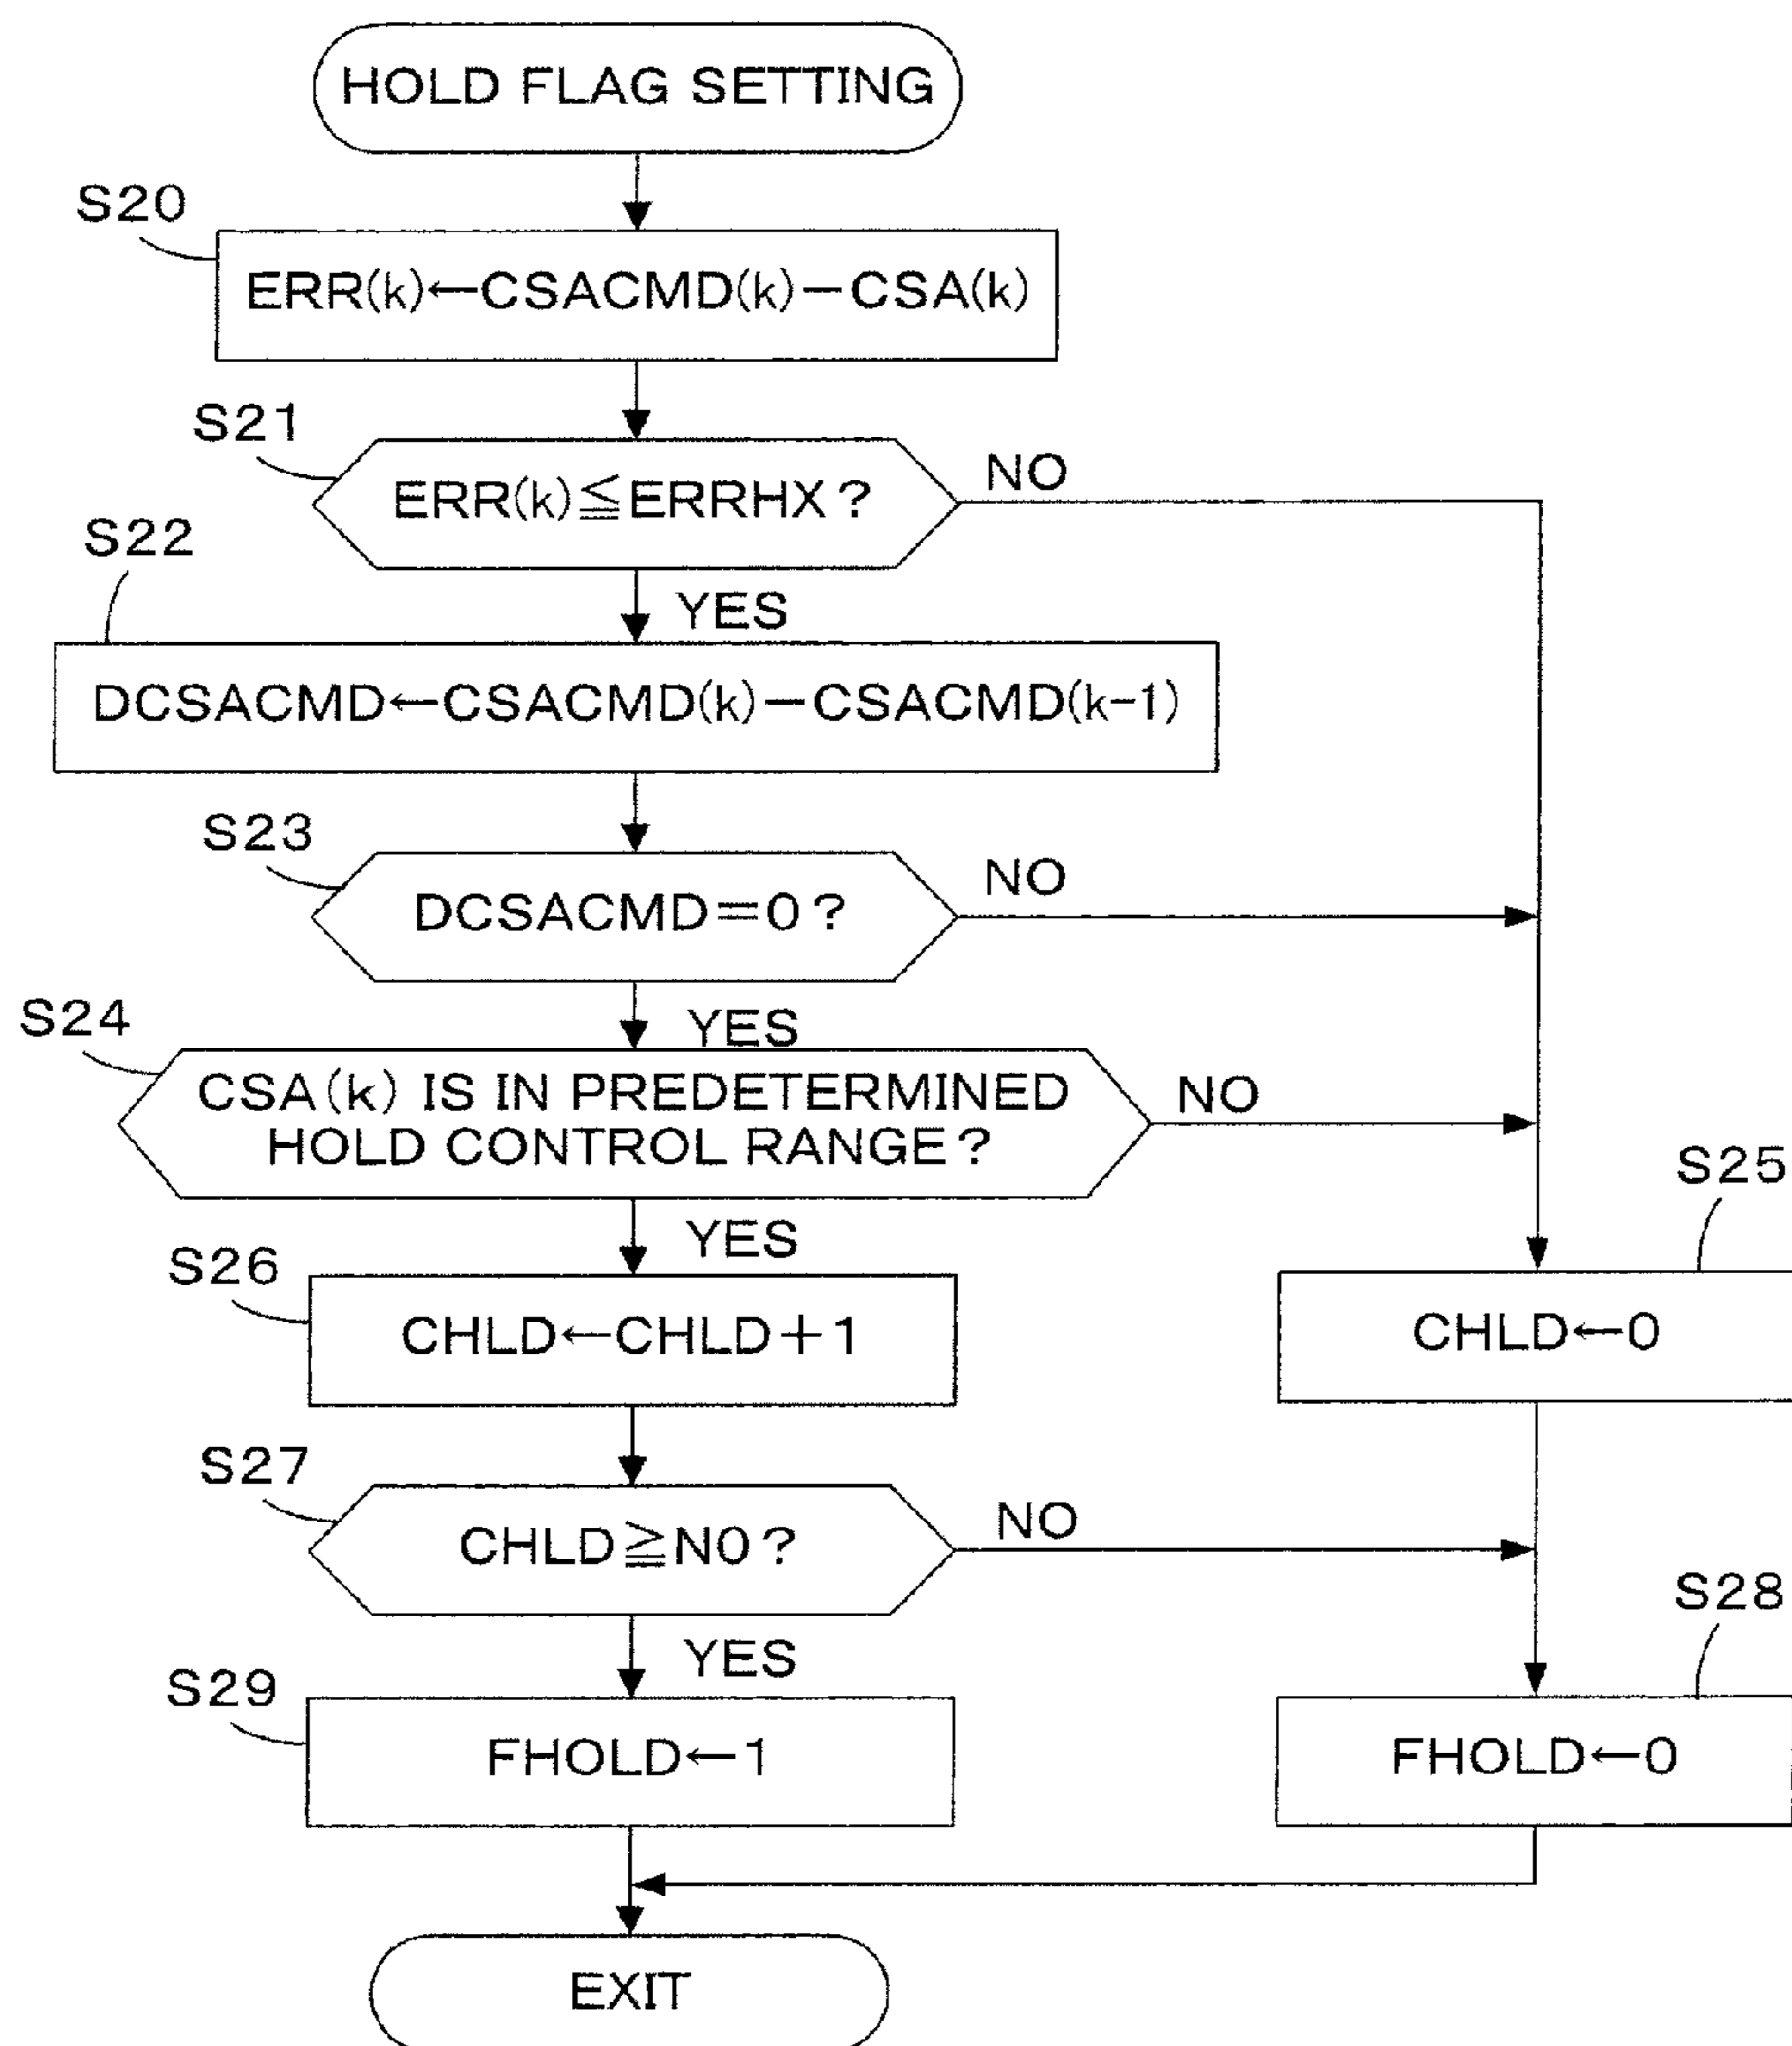 HOLD FLAG SETTING
S20
ERR(k)←CSACMD(k)−CSA(k)
S21
ERR(k)≦ERRHX?
NO
S22
YES
DCSACMD←CSACMD(k)−CSACMD(k-1)
S23
DCSACMD=0?
NO
S24
YES
CSA(k) IS IN PREDETERMINED
HOLD CONTROL RANGE?
NO
S25
YES
S26
CHLD←CHLD+1
CHLD←0
S27
CHLD≧N0?
NO
S28
YES
S29
FHOLD←1
FHOLD←0
EXIT